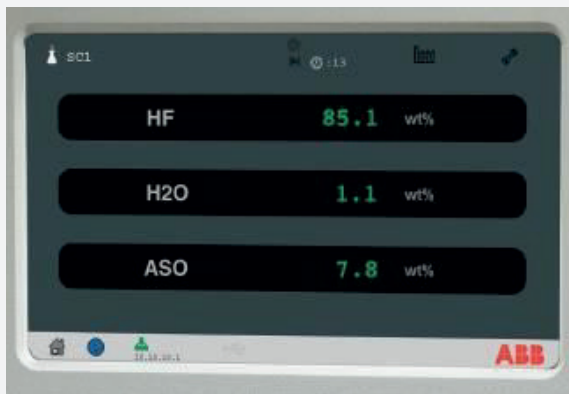 SC1
:13
HF 85.1 wt%
H2O 1.1 wt%
ASO 7.8 wt%
ABB